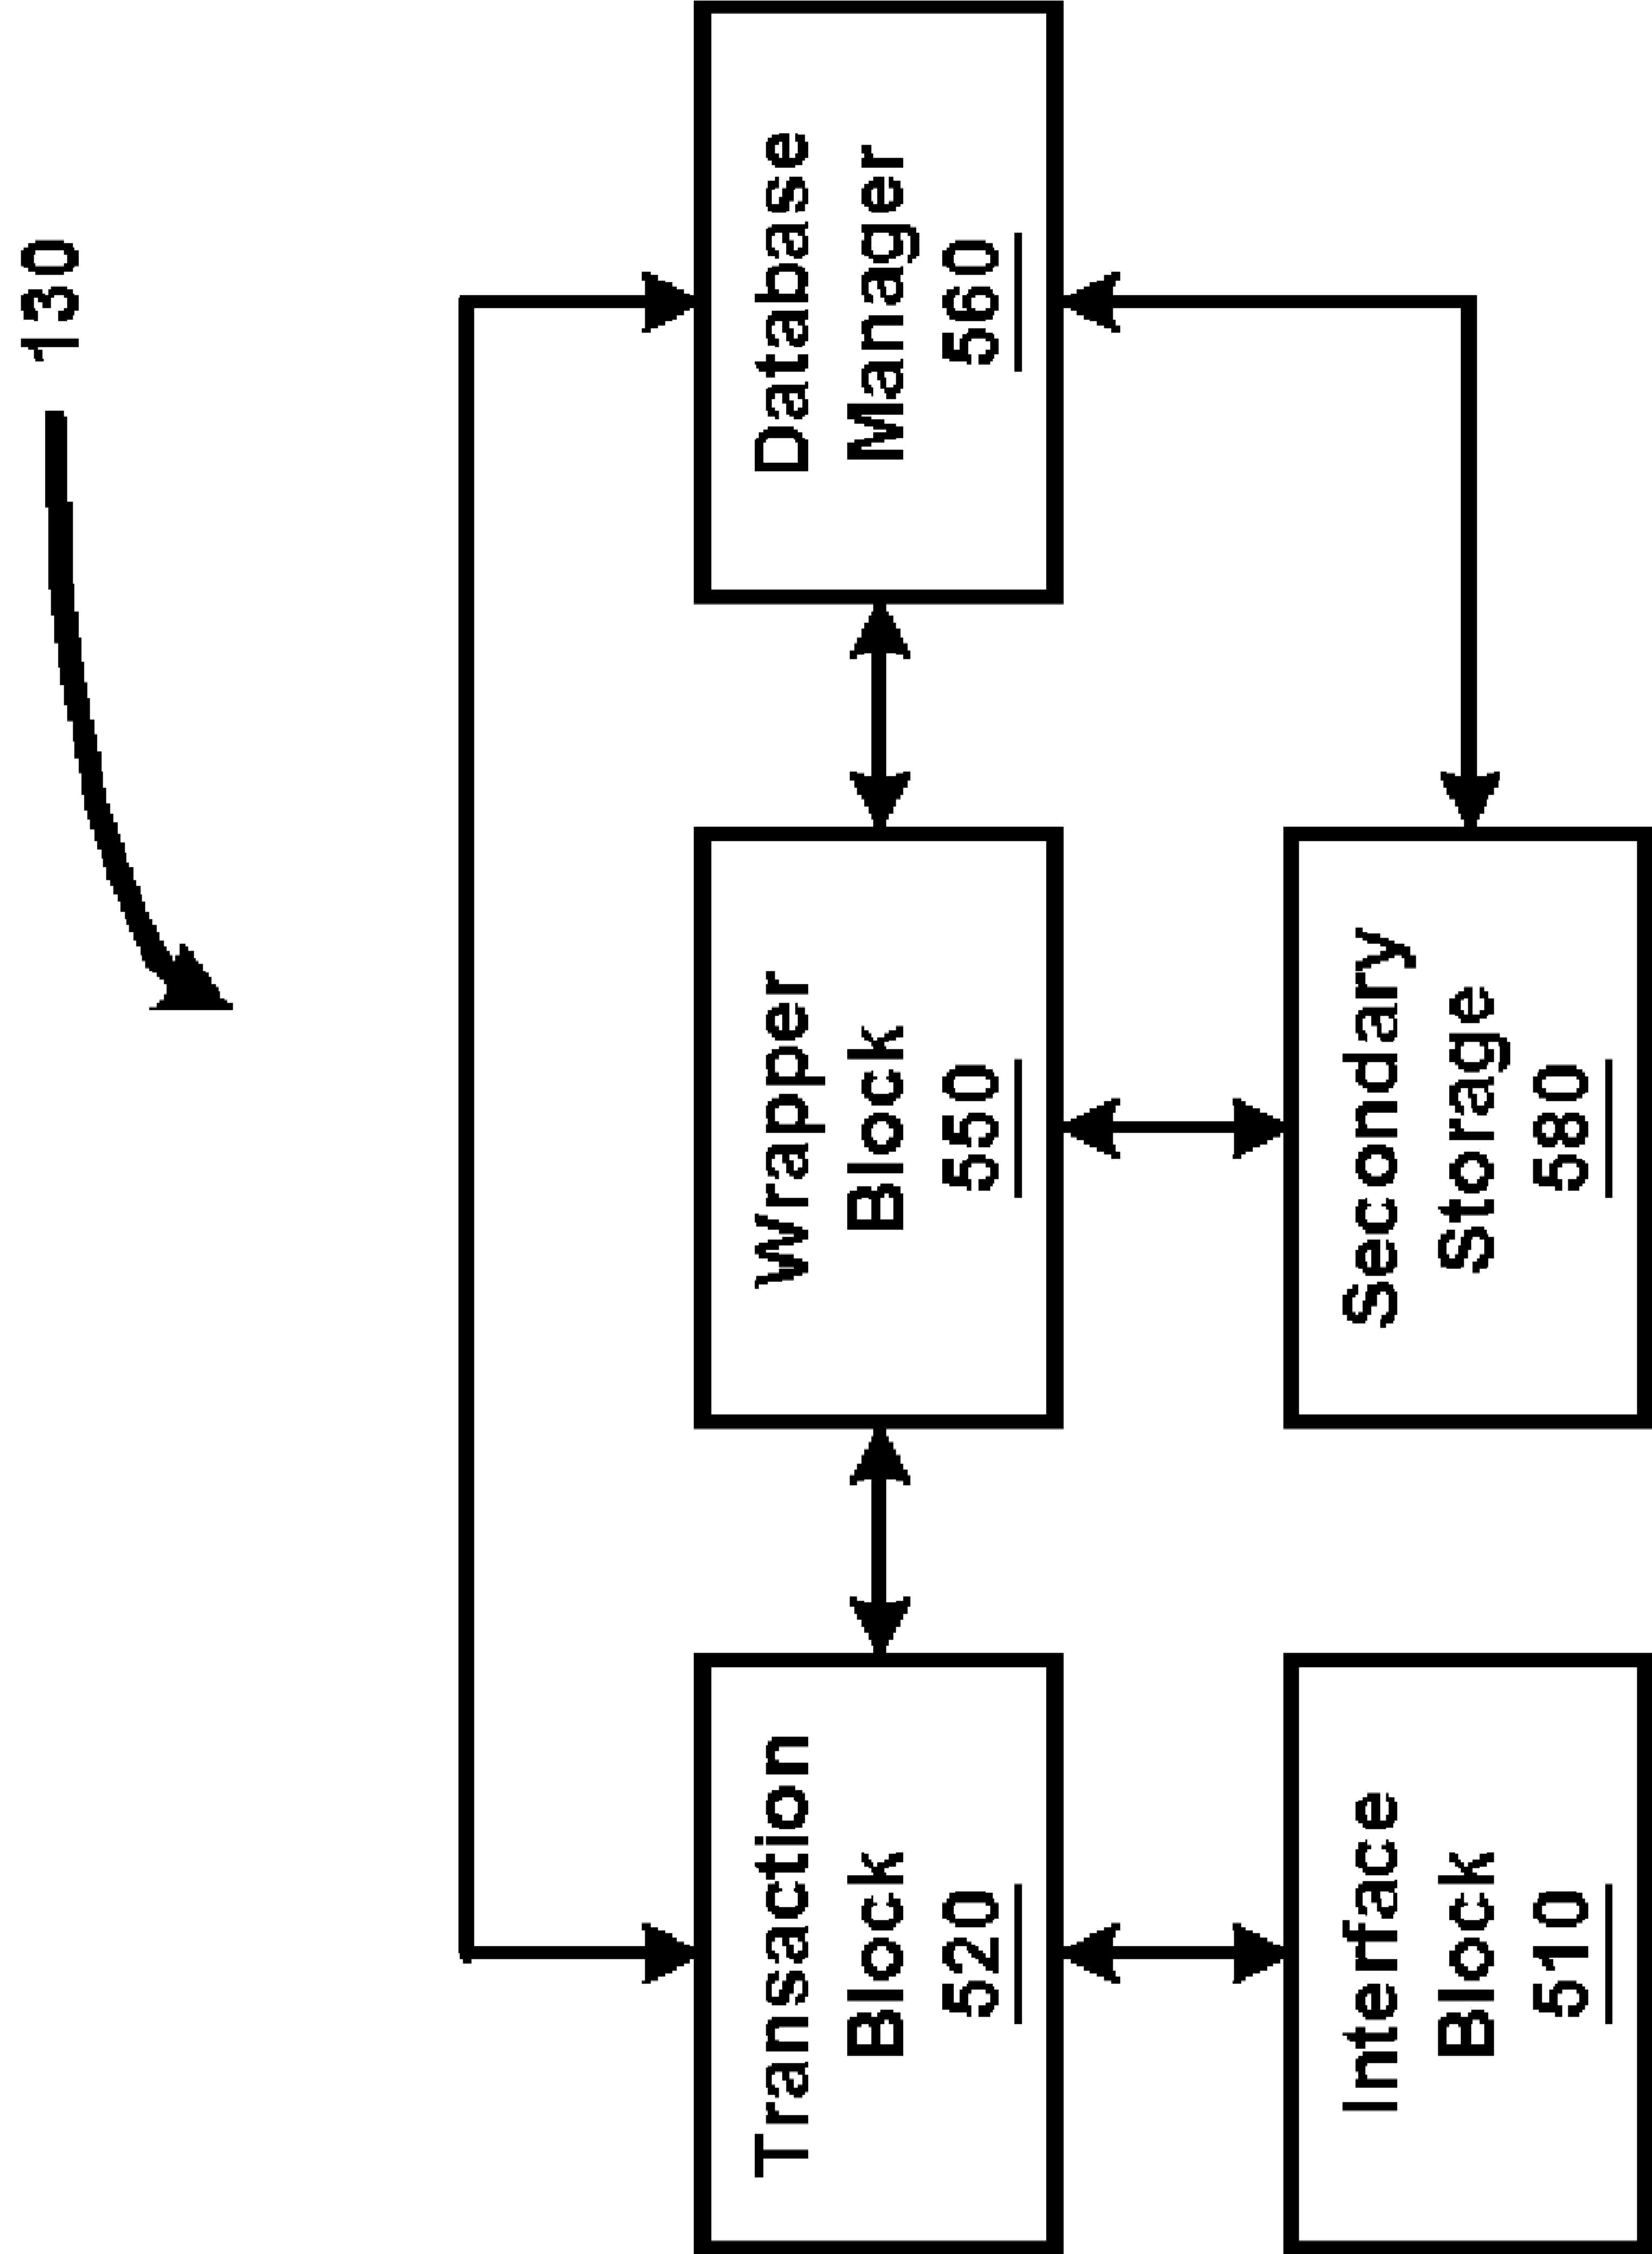 130
Transaction
Block
520
Wrapper
Block
550
Database
Manager
560
Interface
Block
510
Secondary
Storage
580